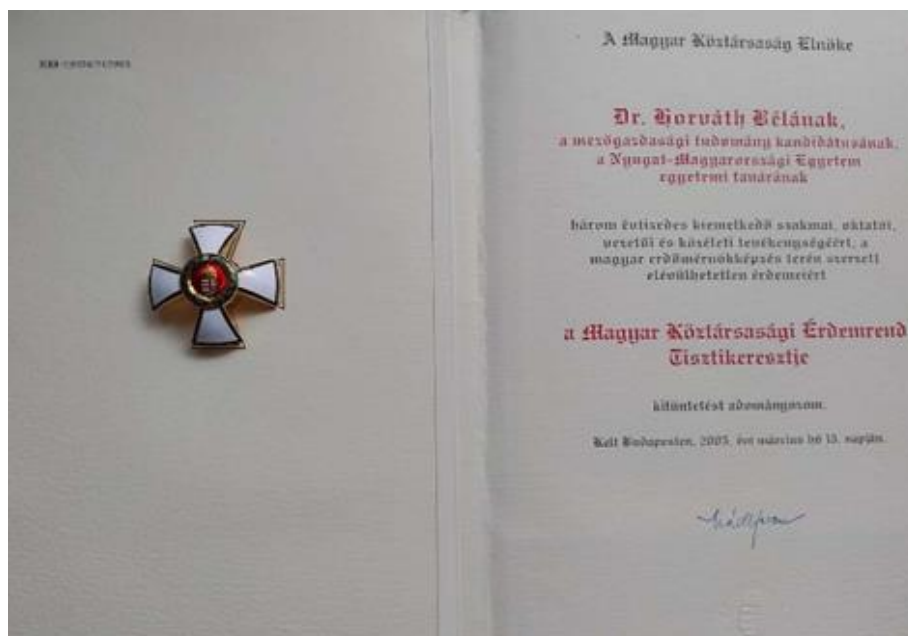 A Magyar Köztársaság Elnöke
Dr. Horváth Bélának,
a mezőgazdasági tudomány kandidátusának,
a Nyugat-Magyarországi Egyetem
egyetemi tanárának
három évtizedes kiemelkedő szakmai, oktatói,
vezetői és közéleti tevékenységéért, a
magyar erdőmérnökképzés terén szerzett
elévülhetetlen érdemeiért
a Magyar Köztársasági Érdemrend
Tisztikeresztje
kitüntetést adományozom.
Kelt Budapesten, 2005. évi március hó 15. napján.